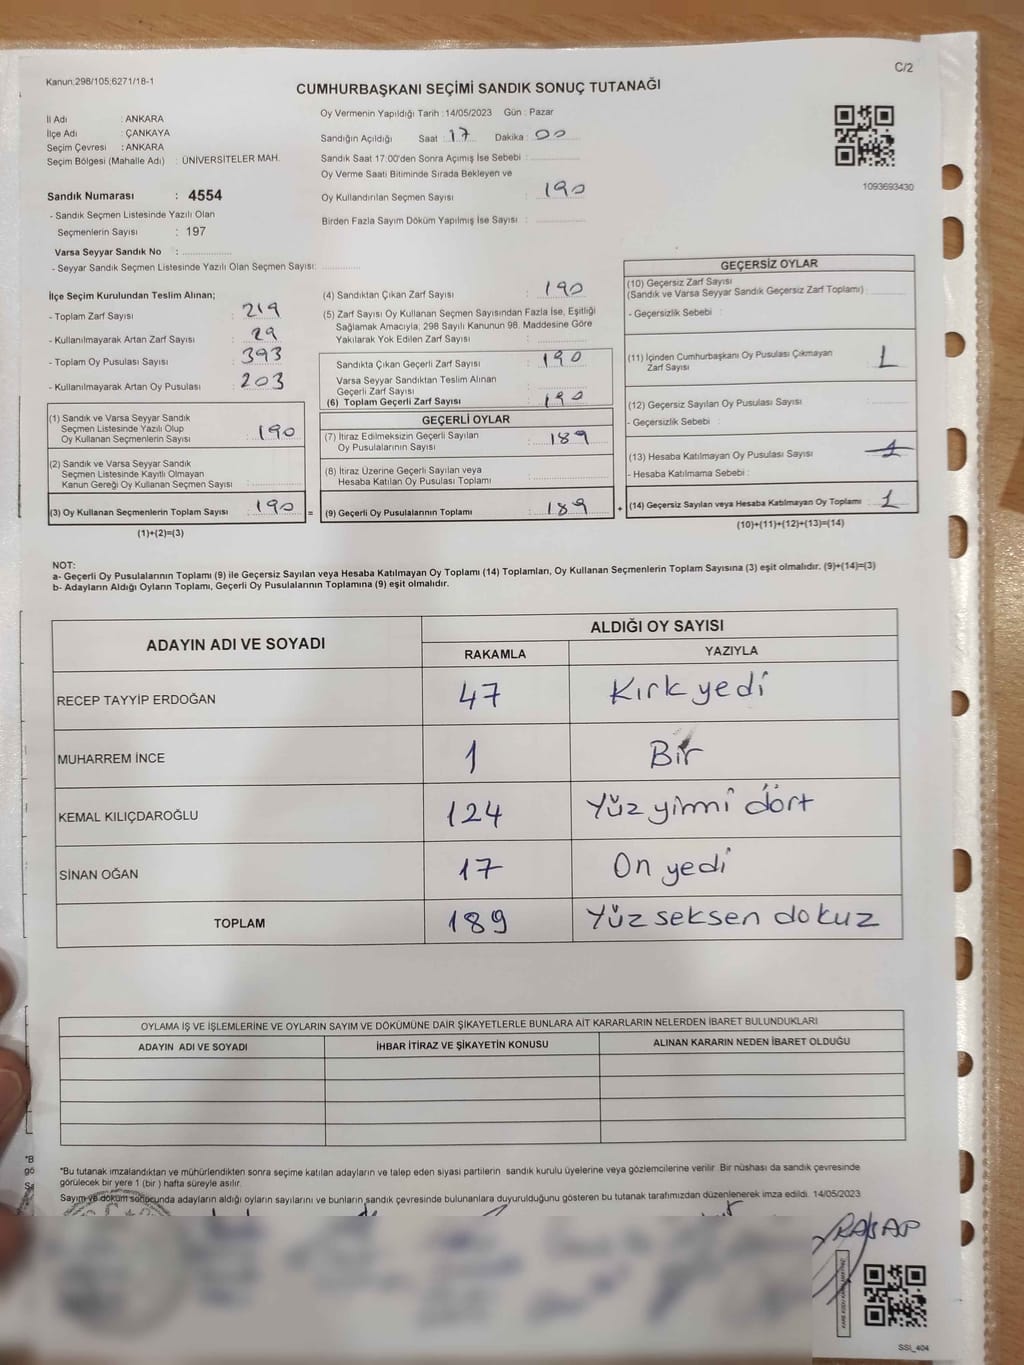 Kanun:298/105;6271/18-1
C/2
CUMHURBAŞKANI SEÇİMİ SANDIK SONUÇ TUTANAĞI
İl Adı : ANKARA
İlçe Adı : ÇANKAYA
Seçim Çevresi : ANKARA
Seçim Bölgesi (Mahalle Adı) : ÜNİVERSİTELER MAH.
Sandık Numarası : 4554
- Sandık Seçmen Listesinde Yazılı Olan
Seçmenlerin Sayısı : 197
Varsa Seyyar Sandık No :
- Seyyar Sandık Seçmen Listesinde Yazılı Olan Seçmen Sayısı:
Oy Vermenin Yapıldığı Tarih : 14/05/2023 Gün : Pazar
Sandığın Açıldığı Saat : 17 Dakika : 00
Sandık Saat 17:00'den Sonra Açımış İse Sebebi :
Oy Verme Saati Bitiminde Sırada Bekleyen ve
Oy Kullandırılan Seçmen Sayısı : 190
Birden Fazla Sayım Döküm Yapılmış İse Sayısı :
1093693430
İlçe Seçim Kurulundan Teslim Alınan;
- Toplam Zarf Sayısı : 219
- Kullanılmayarak Artan Zarf Sayısı : 29
- Toplam Oy Pusulası Sayısı : 393
- Kullanılmayarak Artan Oy Pusulası : 203
(1) Sandık ve Varsa Seyyar Sandık
Seçmen Listesinde Yazılı Olup
Oy Kullanan Seçmenlerin Sayısı : 190
(2) Sandık ve Varsa Seyyar Sandık
Seçmen Listesinde Kayıtlı Olmayan
Kanun Gereği Oy Kullanan Seçmen Sayısı :
(3) Oy Kullanan Seçmenlerin Toplam Sayısı : 190
(1)+(2)=(3)
=
(4) Sandıktan Çıkan Zarf Sayısı : 190
(5) Zarf Sayısı Oy Kullanan Seçmen Sayısından Fazla İse, Eşitliği
Sağlamak Amacıyla, 298 Sayılı Kanunun 98. Maddesine Göre
Yakılarak Yok Edilen Zarf Sayısı :
Sandıkta Çıkan Geçerli Zarf Sayısı : 190
Varsa Seyyar Sandıktan Teslim Alınan
Geçerli Zarf Sayısı :
(6) Toplam Geçerli Zarf Sayısı : 190
GEÇERLİ OYLAR
(7) İtiraz Edilmeksizin Geçerli Sayılan
Oy Pusulalarının Sayısı : 189
(8) İtiraz Üzerine Geçerli Sayılan veya
Hesaba Katılan Oy Pusulası Toplamı :
(9) Geçerli Oy Pusulalarının Toplamı : 189
+
GEÇERSİZ OYLAR
(10) Geçersiz Zarf Sayısı
(Sandık ve Varsa Seyyar Sandık Geçersiz Zarf Toplamı) :
- Geçersizlik Sebebi :
(11) İçinden Cumhurbaşkanı Oy Pusulası Çıkmayan
Zarf Sayısı : 1
(12) Geçersiz Sayılan Oy Pusulası Sayısı :
- Geçersizlik Sebebi :
(13) Hesaba Katılmayan Oy Pusulası Sayısı :
- Hesaba Katılmama Sebebi :
(14) Geçersiz Sayılan veya Hesaba Katılmayan Oy Toplamı : 1
(10)+(11)+(12)+(13)=(14)
NOT:
a- Geçerli Oy Pusulalarının Toplamı (9) ile Geçersiz Sayılan veya Hesaba Katılmayan Oy Toplamı (14) Toplamları, Oy Kullanan Seçmenlerin Toplam Sayısına (3) eşit olmalıdır. (9)+(14)=(3)
b- Adayların Aldığı Oyların Toplamı, Geçerli Oy Pusulalarının Toplamına (9) eşit olmalıdır.
ADAYIN ADI VE SOYADI ALDIĞI OY SAYISI
RAKAMLA YAZIYLA
RECEP TAYYİP ERDOĞAN 47 Kırk yedi
MUHARREM İNCE 1 Bir
KEMAL KILIÇDAROĞLU 124 Yüz yirmi dört
SİNAN OĞAN 17 On yedi
TOPLAM 189 Yüz seksen dokuz
OYLAMA İŞ VE İŞLEMLERİNE VE OYLARIN SAYIM VE DÖKÜMÜNE DAİR ŞİKAYETLERLE BUNLARA AİT KARARLARIN NELERDEN İBARET BULUNDUKLARI
ADAYIN ADI VE SOYADI İHBAR İTİRAZ VE ŞİKAYETİN KONUSU ALINAN KARARIN NEDEN İBARET OLDUĞU
*Bu tutanak imzalandıktan ve mühürlendikten sonra seçime katılan adayların ve talep eden siyasi partilerin sandık kurulu üyelerine veya gözlemcilerine verilir. Bir nüshası da sandık çevresinde
görülecek bir yere 1 (bir ) hafta süreyle asılır.
Sayım ve döküm sonucunda adayların aldığı oyların sayılarını ve bunların sandık çevresinde bulunanlara duyurulduğunu gösteren bu tutanak tarafımızdan düzenlenerek imza edildi. 14/05/2023
SSİ_404